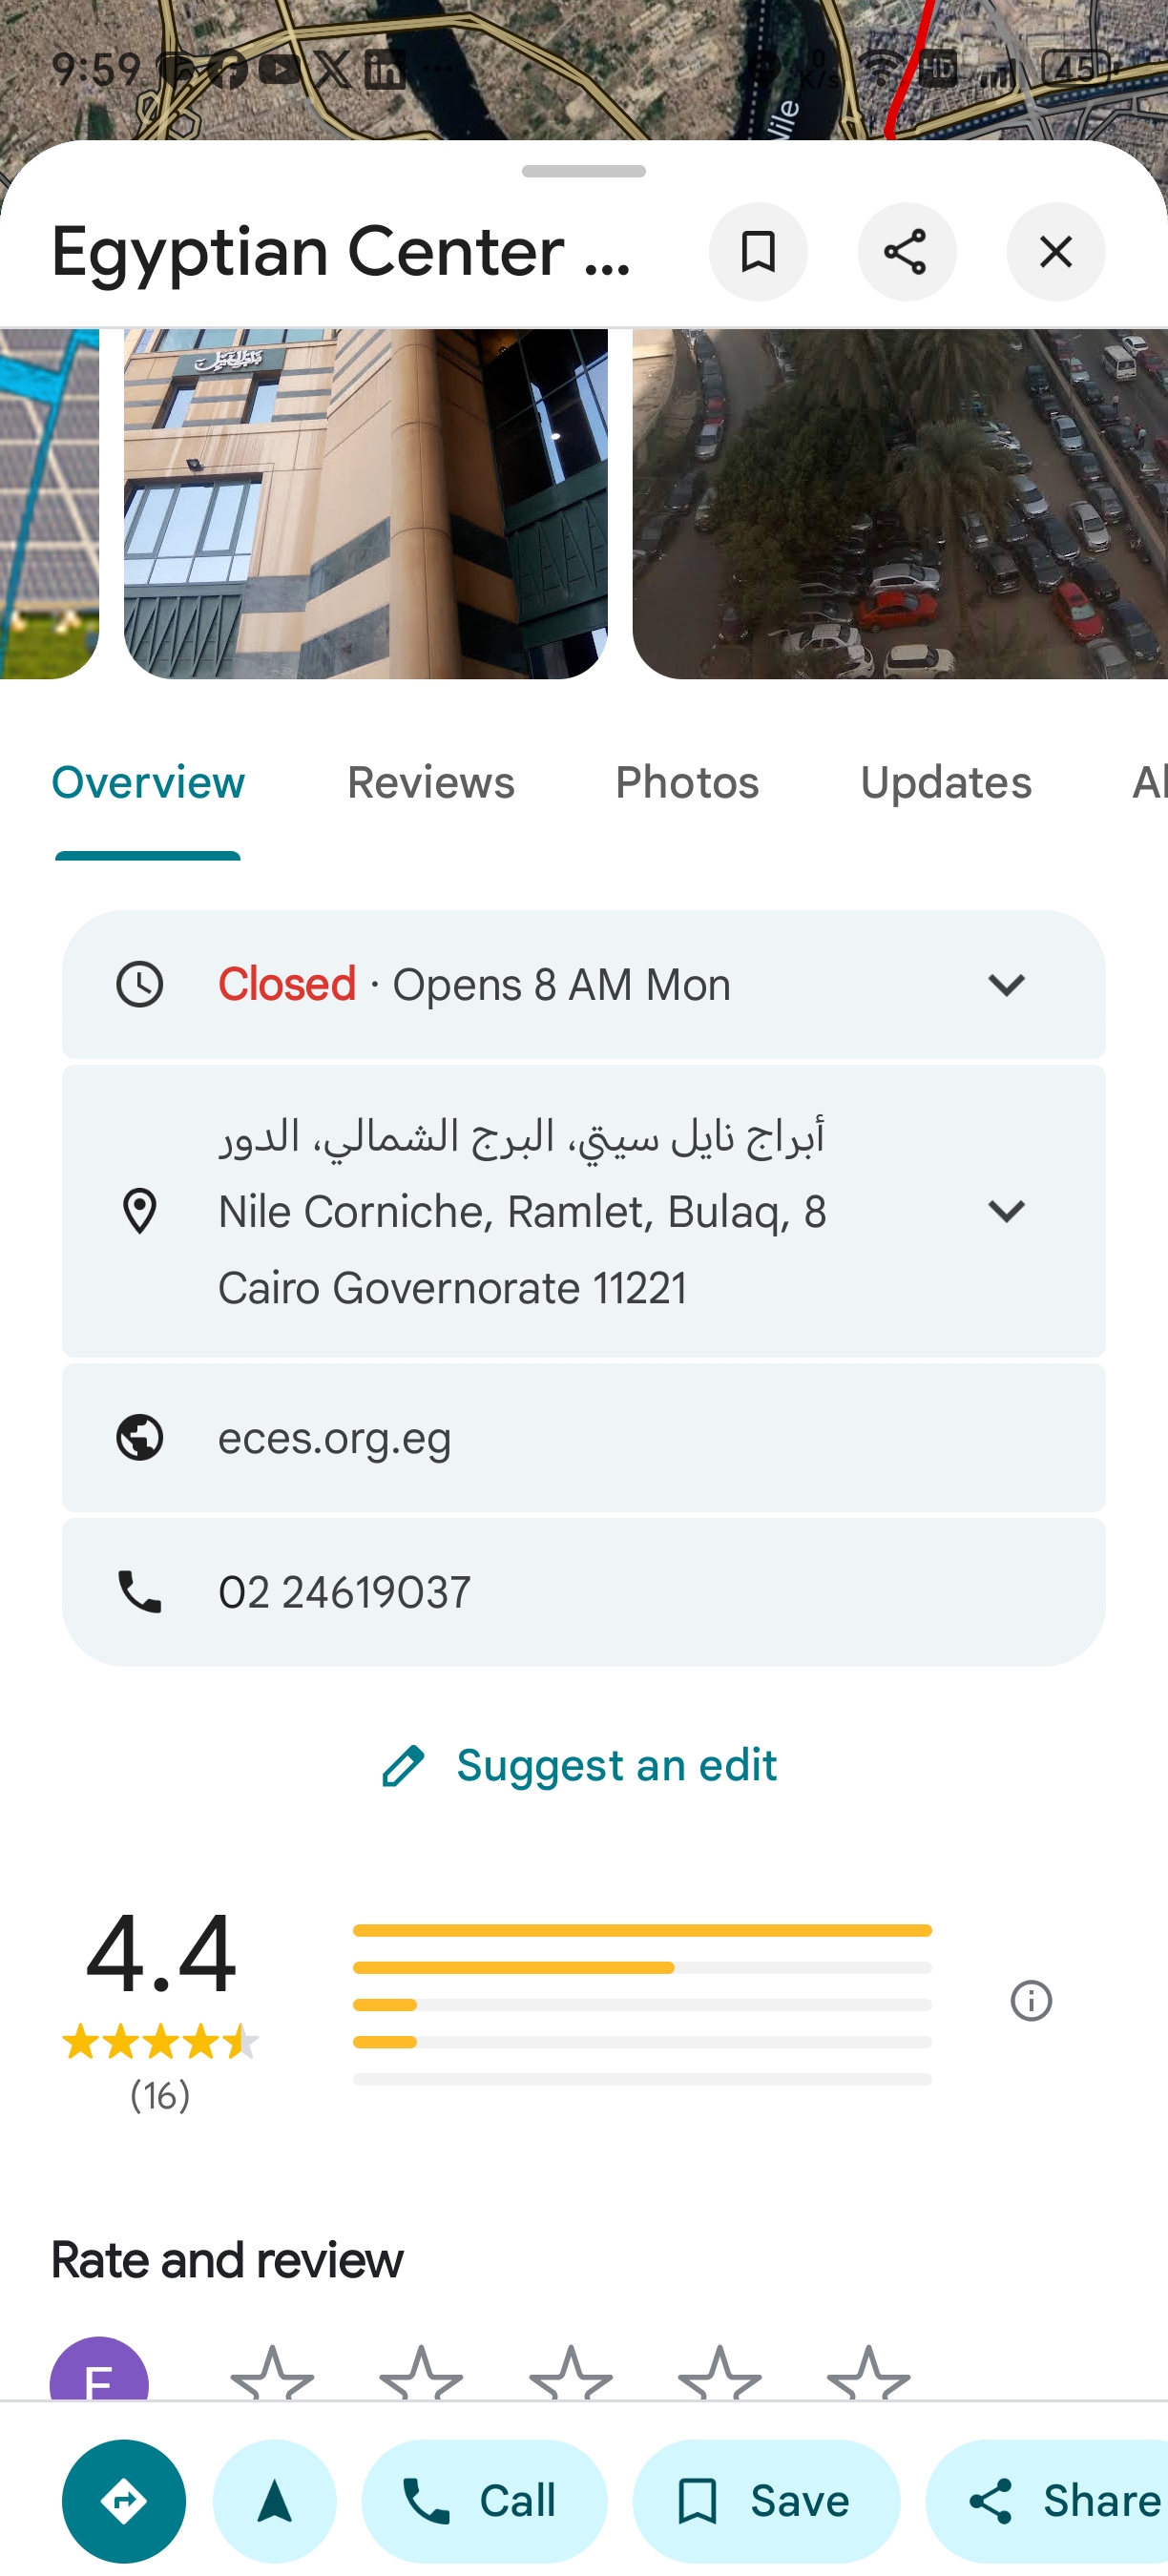 9:59
45
Nile
Egyptian Center ...
Overview Reviews Photos Updates
Closed · Opens 8 AM Mon
أبراج نايل سيتي، البرج الشمالي، الدور
Nile Corniche, Ramlet, Bulaq, 8
Cairo Governorate 11221
eces.org.eg
02 24619037
Suggest an edit
4.4
(16)
Rate and review
Call Save Share